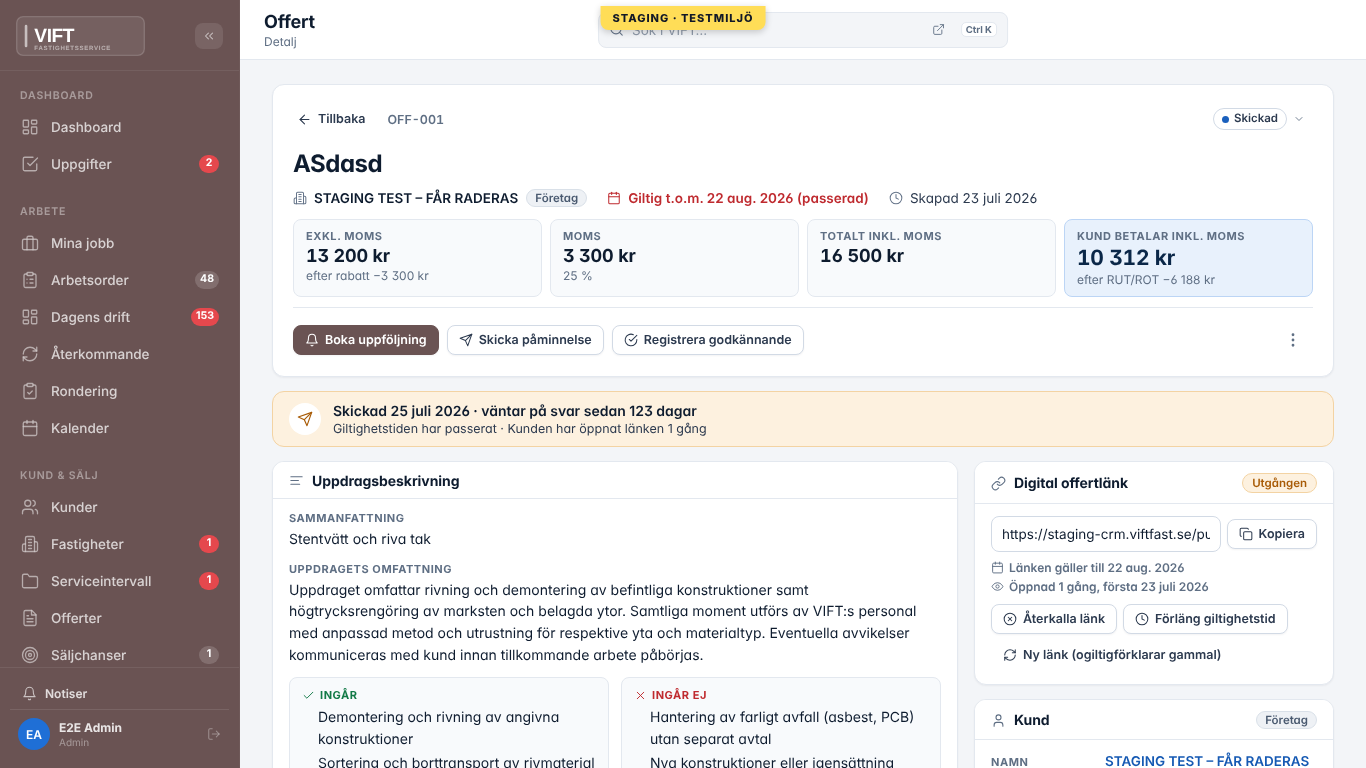 VIFT
FASTIGHETSSERVICE
DASHBOARD
Dashboard
Uppgifter 2
ARBETE
Mina jobb
Arbetsorder 48
Dagens drift 153
Återkommande
Rondering
Kalender
KUND & SÄLJ
Kunder
Fastigheter 1
Serviceintervall 1
Offerter
Säljchanser 1
Notiser
EA
E2E Admin
Admin
Offert
Detalj
STAGING · TESTMILJÖ
Sök i VIFT...
Ctrl K
Tillbaka OFF-001
Skickad
ASdasd
STAGING TEST – FÅR RADERAS Företag Giltig t.o.m. 22 aug. 2026 (passerad) Skapad 23 juli 2026
EXKL. MOMS
13 200 kr
efter rabatt −3 300 kr
MOMS
3 300 kr
25 %
TOTALT INKL. MOMS
16 500 kr
KUND BETALAR INKL. MOMS
10 312 kr
efter RUT/ROT −6 188 kr
Boka uppföljning Skicka påminnelse Registrera godkännande
Skickad 25 juli 2026 · väntar på svar sedan 123 dagar
Giltighetstiden har passerat · Kunden har öppnat länken 1 gång
Uppdragsbeskrivning
SAMMANFATTNING
Stentvätt och riva tak
UPPDRAGETS OMFATTNING
Uppdraget omfattar rivning och demontering av befintliga konstruktioner samt
högtrycksrengöring av marksten och belagda ytor. Samtliga moment utförs av VIFT:s personal
med anpassad metod och utrustning för respektive yta och materialtyp. Eventuella avvikelser
kommuniceras med kund innan tillkommande arbete påbörjas.
INGÅR
Demontering och rivning av angivna
konstruktioner
Sortering och borttransport av rivmaterial
INGÅR EJ
Hantering av farligt avfall (asbest, PCB)
utan separat avtal
Nya konstruktioner eller igensättning
Digital offertlänk Utgången
https://staging-crm.viftfast.se/pu
Kopiera
Länken gäller till 22 aug. 2026
Öppnad 1 gång, första 23 juli 2026
Återkalla länk Förläng giltighetstid
Ny länk (ogiltigförklarar gammal)
Kund Företag
NAMN STAGING TEST – FÅR RADERAS